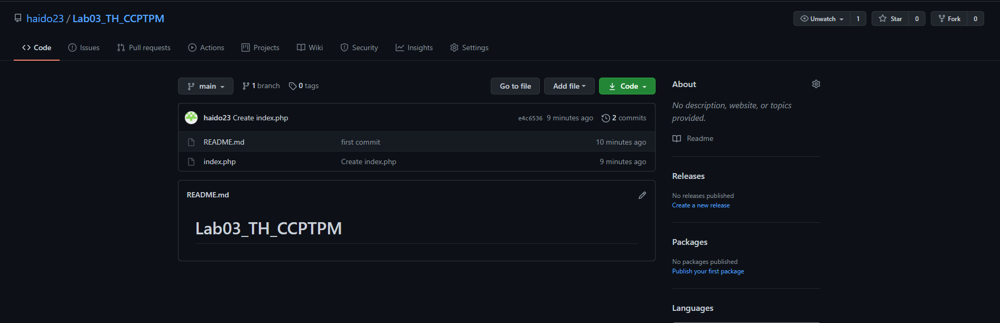 haido23 / Lab03_TH_CCPTPM
Unwatch 1 Star 0 Fork 0
Code Issues Pull requests Actions Projects Wiki Security Insights Settings
main 1 branch 0 tags Go to file Add file Code
haido23 Create index.php e4c6536 9 minutes ago 2 commits
README.md first commit 10 minutes ago
index.php Create index.php 9 minutes ago
README.md
Lab03_TH_CCPTPM
About
No description, website, or topics
provided.
Readme
Releases
No releases published
Create a new release
Packages
No packages published
Publish your first package
Languages